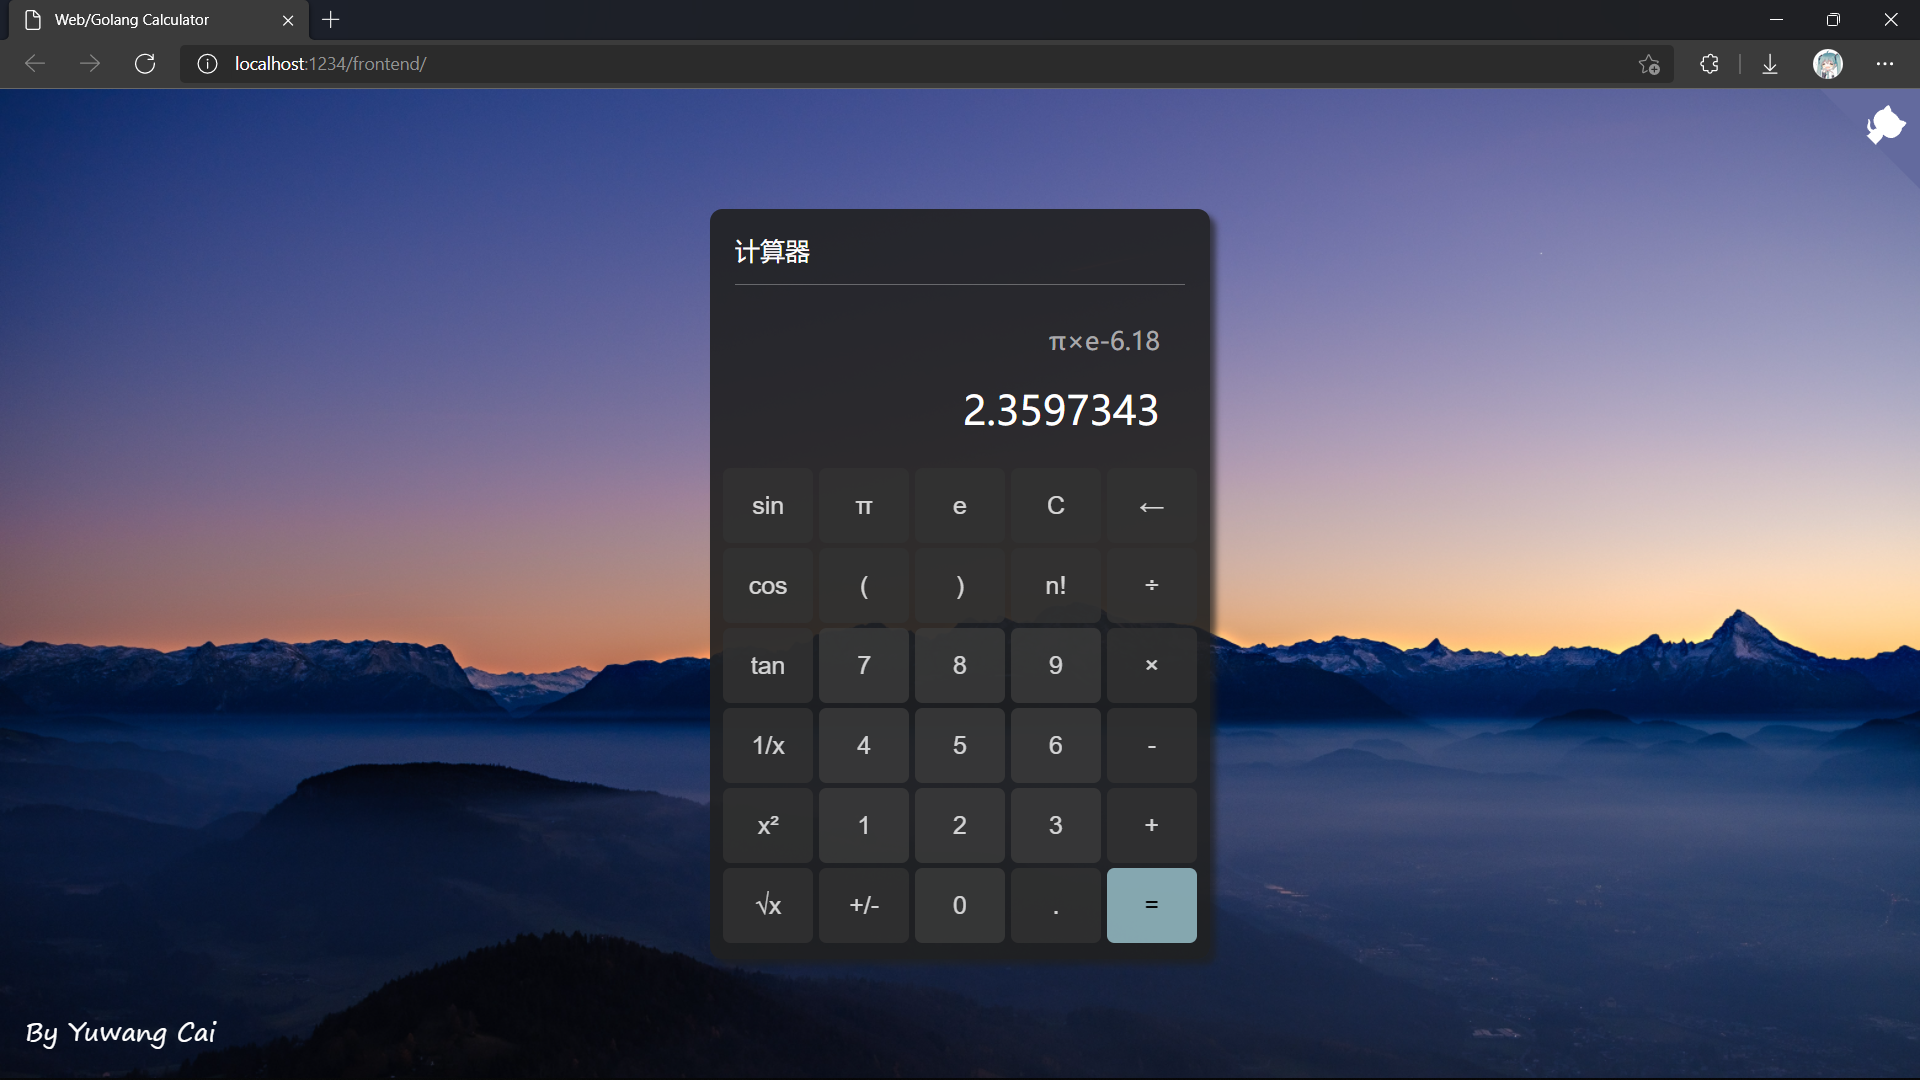 Web/Golang Calculator
localhost:1234/frontend/
计算器
π×e-6.18
2.3597343
sin π e C ←
cos ( ) n! ÷
tan 7 8 9 ×
1/x 4 5 6 -
x² 1 2 3 +
√x +/- 0 . =
By Yuwang Cai